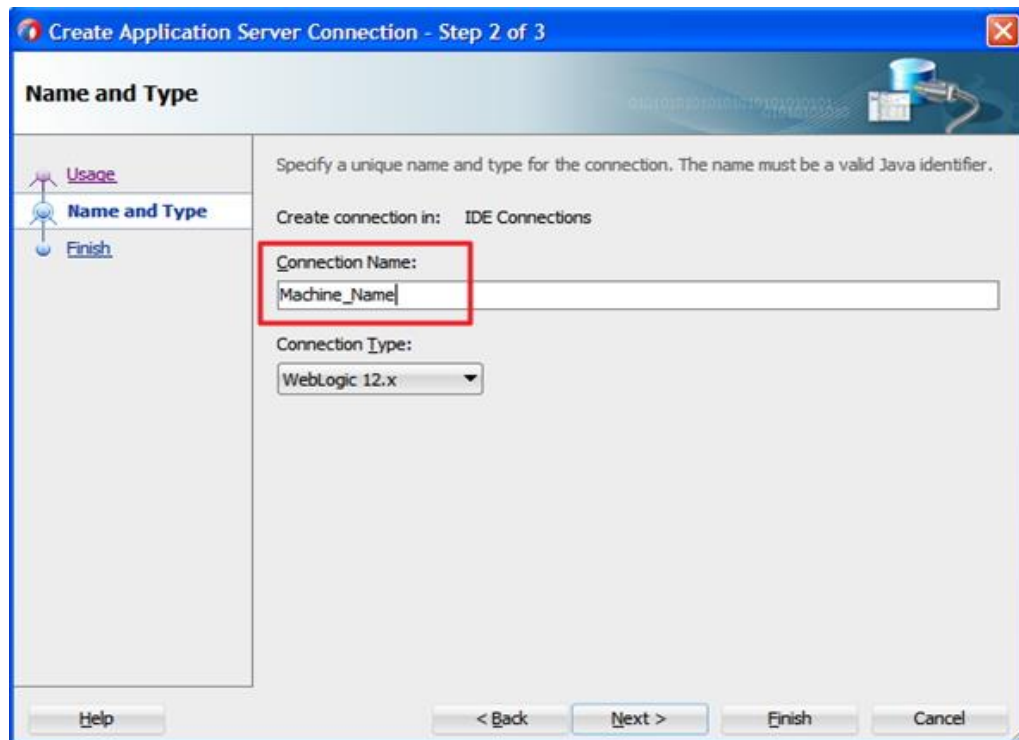 Create Application Server Connection - Step 2 of 3
Name and Type
Usage
Name and Type
Finish
Specify a unique name and type for the connection. The name must be a valid Java identifier.
Create connection in: IDE Connections
Connection Name:
Machine_Name
Connection Type:
WebLogic 12.x
Help
< Back
Next >
Finish
Cancel